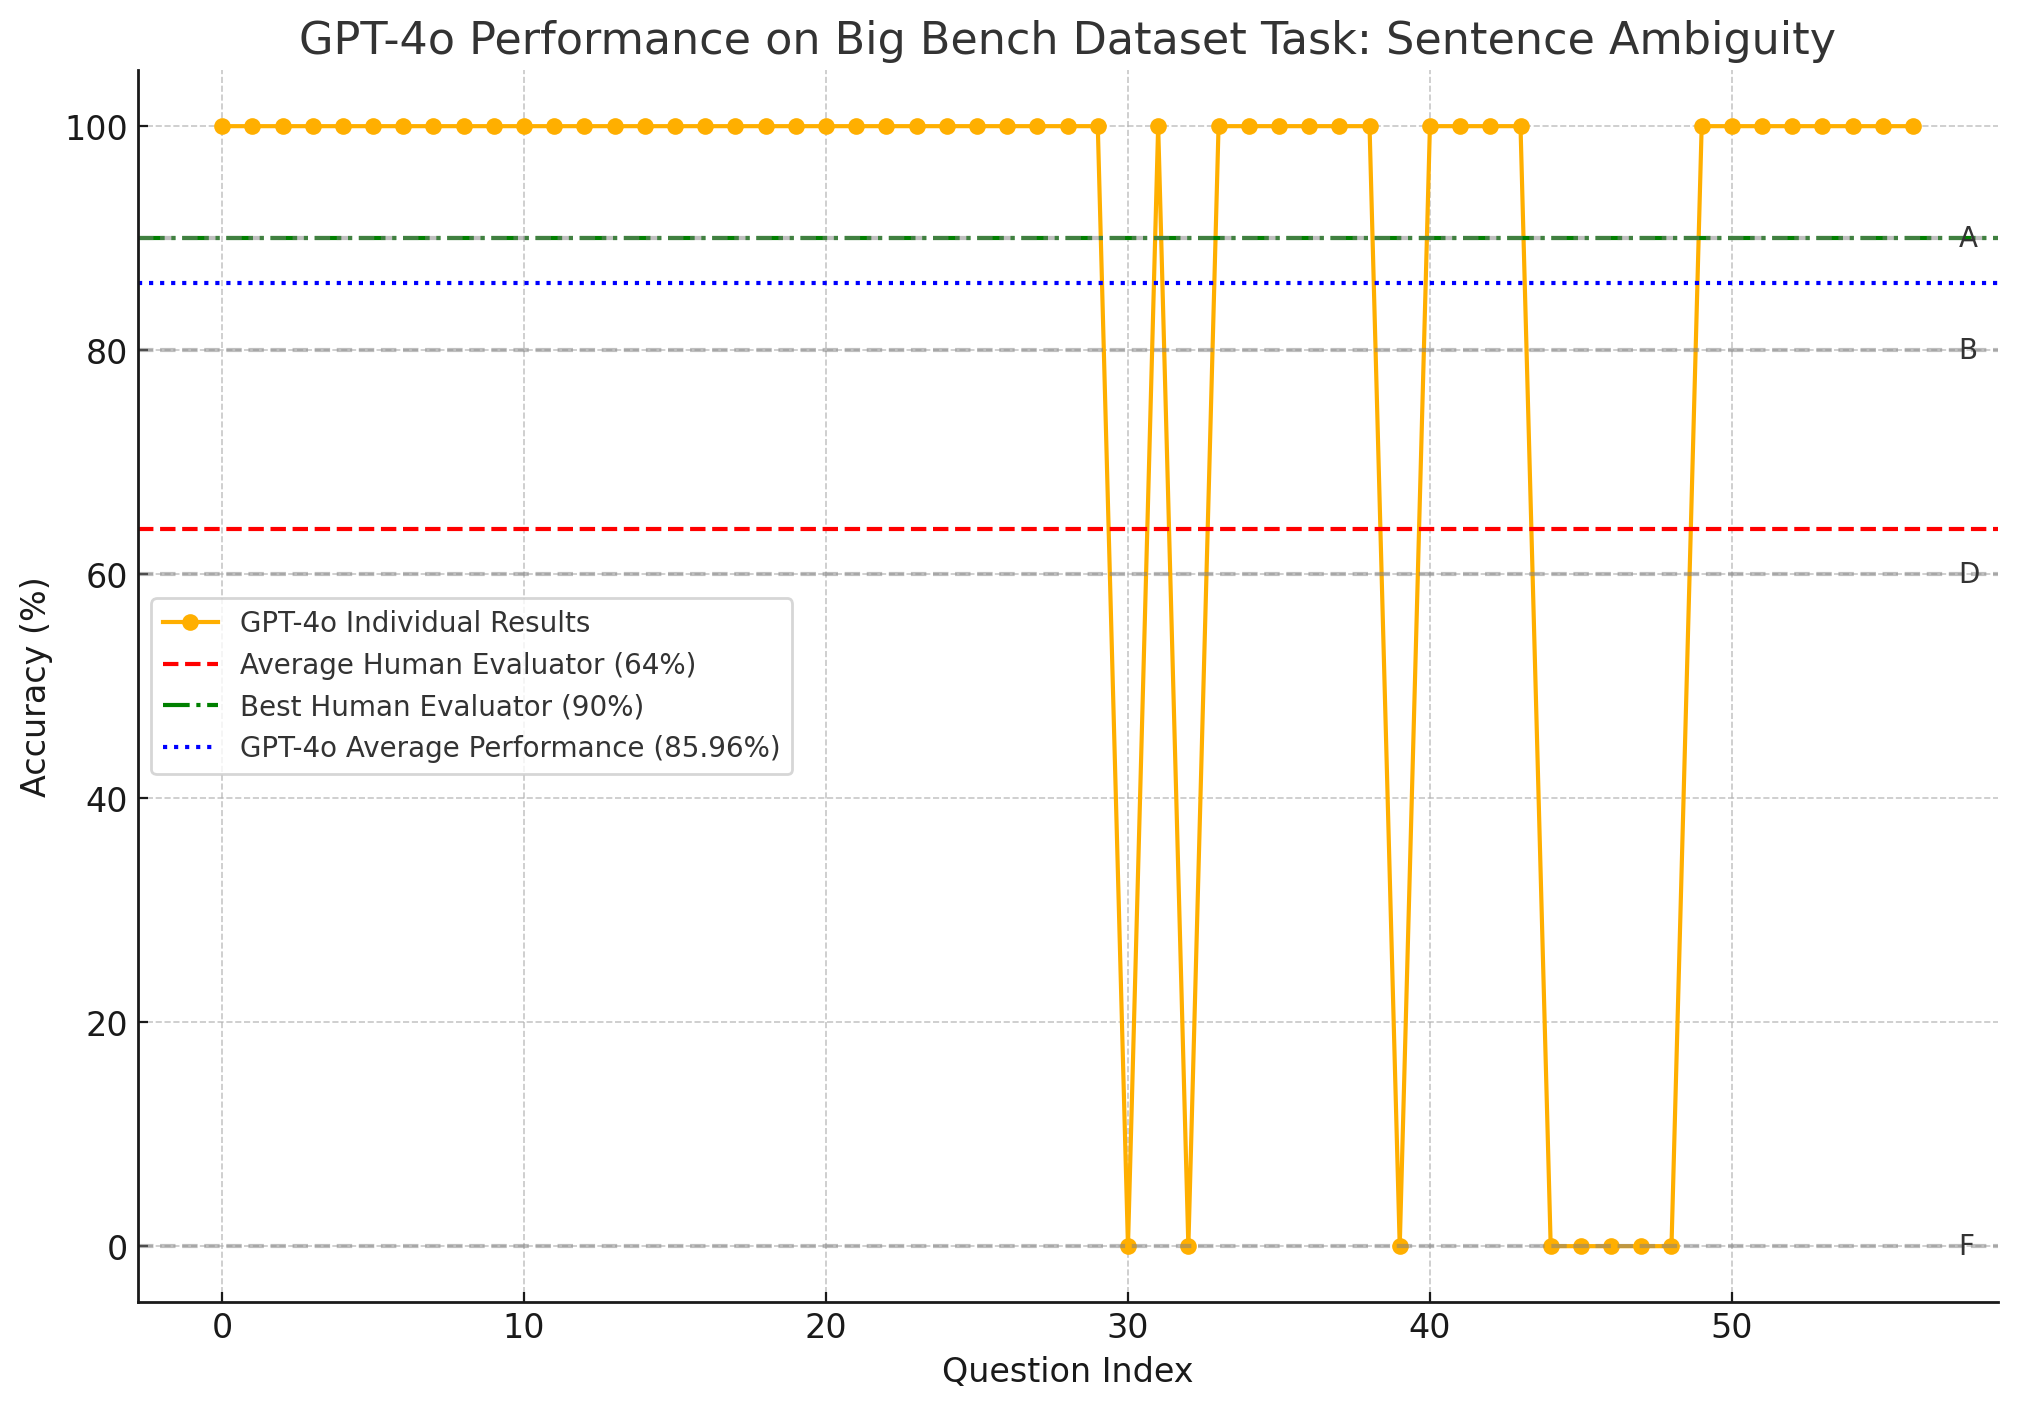 GPT-4o Performance on Big Bench Dataset Task: Sentence Ambiguity
Accuracy (%)
100
80
60
40
20
0
A
B
D
F
GPT-4o Individual Results
Average Human Evaluator (64%)
Best Human Evaluator (90%)
GPT-4o Average Performance (85.96%)
0 10 20 30 40 50
Question Index